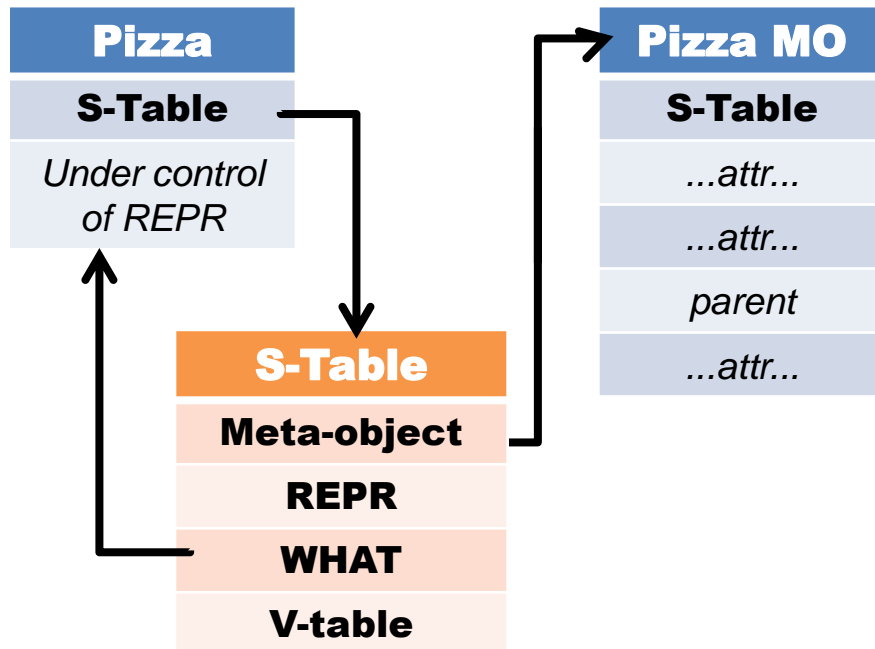 Pizza
S-Table
Under control
of REPR
Pizza MO
S-Table
...attr...
...attr...
parent
...attr...
S-Table
Meta-object
REPR
WHAT
V-table